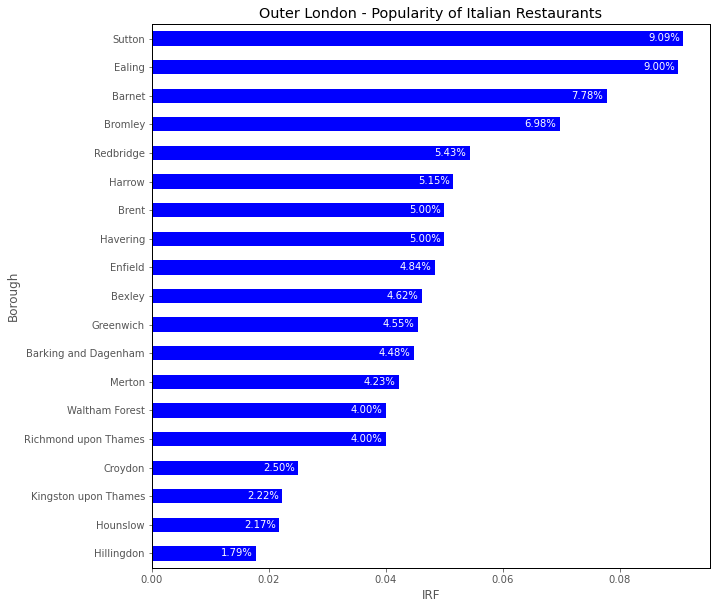 Outer London - Popularity of Italian Restaurants
Sutton 9.09%
Ealing 9.00%
Barnet 7.78%
Bromley 6.98%
Redbridge 5.43%
Harrow 5.15%
Brent 5.00%
Havering 5.00%
Enfield 4.84%
Bexley 4.62%
Greenwich 4.55%
Barking and Dagenham 4.48%
Merton 4.23%
Waltham Forest 4.00%
Richmond upon Thames 4.00%
Croydon 2.50%
Kingston upon Thames 2.22%
Hounslow 2.17%
Hillingdon 1.79%
Borough
0.00 0.02 0.04 0.06 0.08
IRF